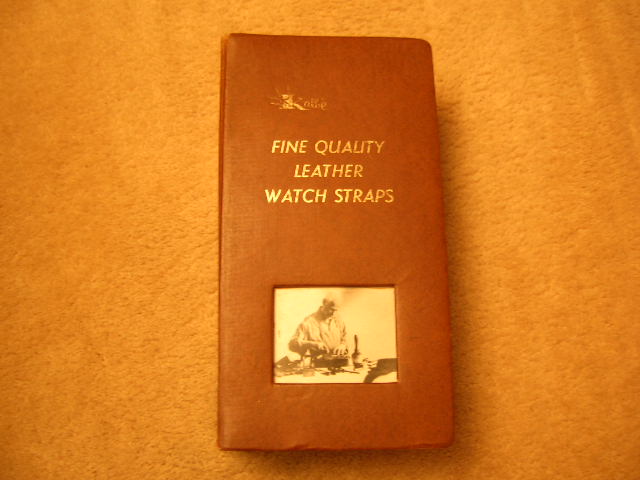 FINE QUALITY
LEATHER
WATCH STRAPS